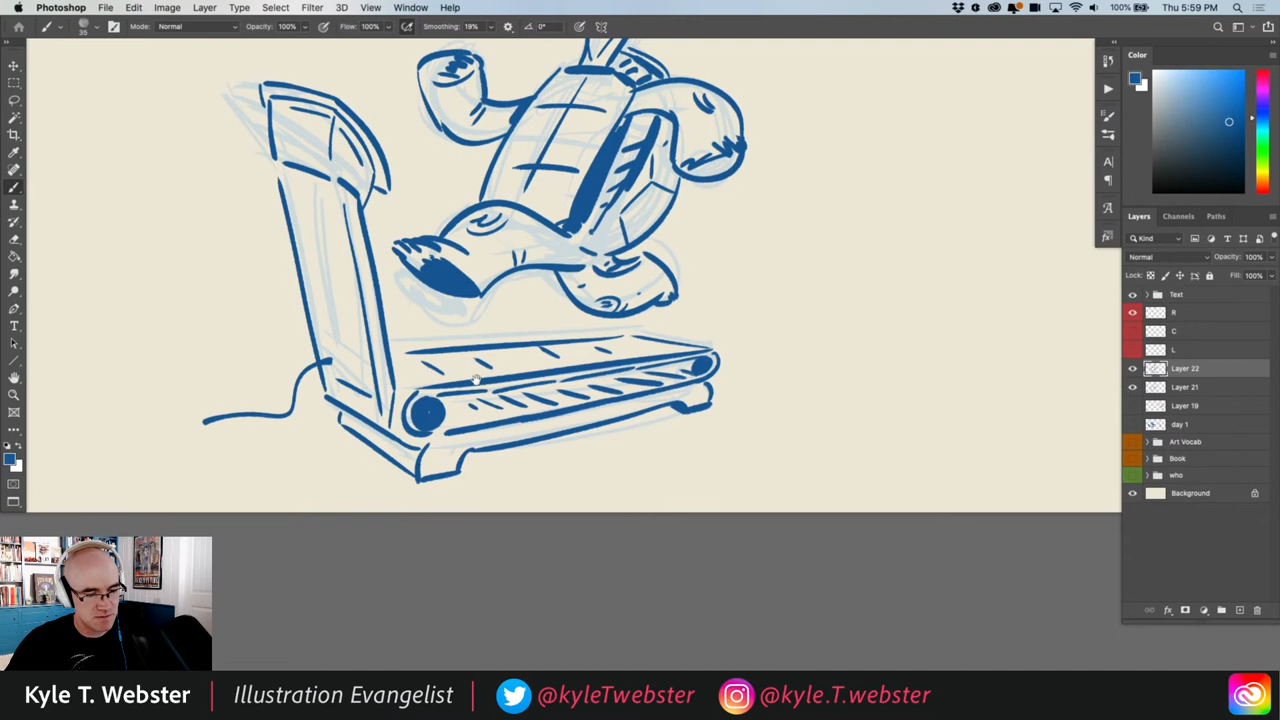 Photoshop File Edit Image Layer Type Select Filter 3D View Window Help 100% Thu 5:59 PM
35 Mode: Normal Opacity: 100% Flow: 100% Smoothing: 19% 0°
Color
Layers Channels Paths
Kind
Normal Opacity: 100%
Lock: Fill: 100%
Text
R
C
L
Layer 22
Layer 21
Layer 19
day 1
Art Vocab
Book
who
Background
Kyle T. Webster | Illustration Evangelist @kyleTwebster @kyle.T.webster